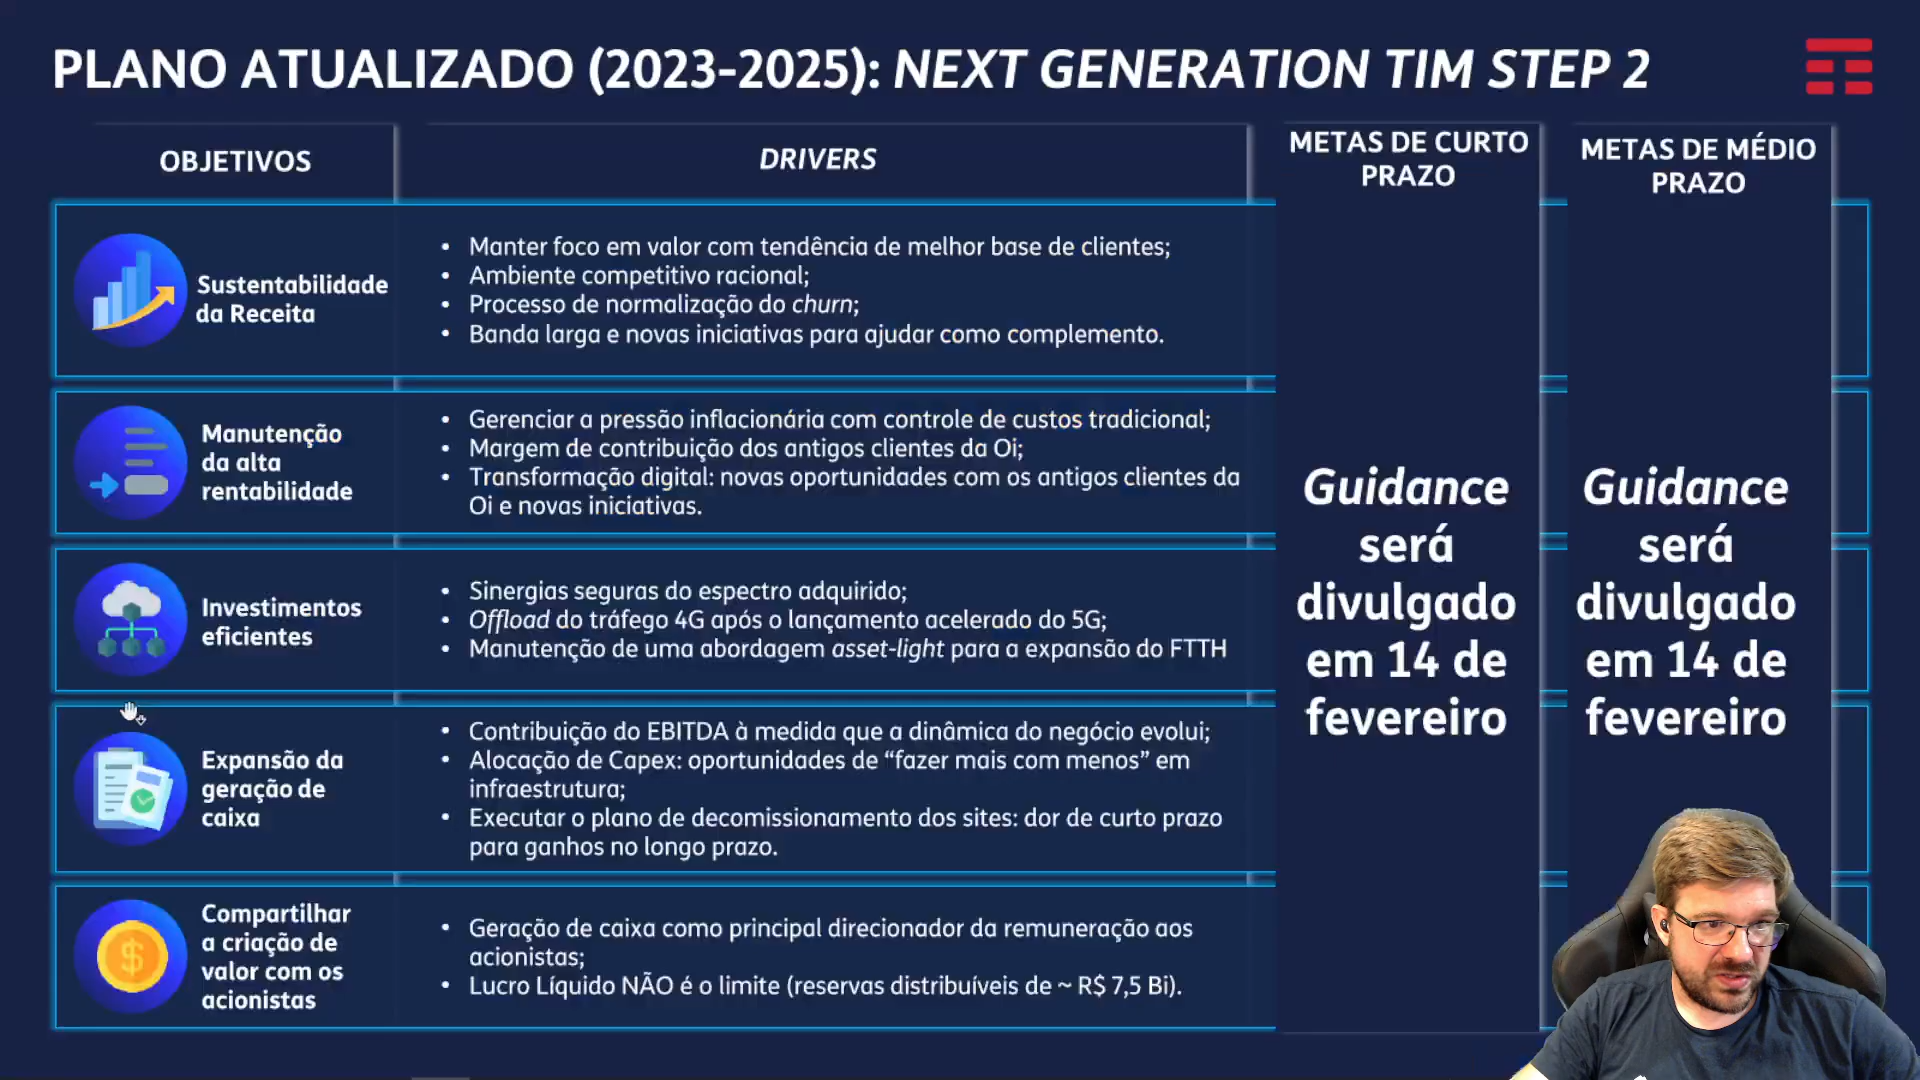 PLANO ATUALIZADO (2023-2025): NEXT GENERATION TIM STEP 2
OBJETIVOS
DRIVERS
METAS DE CURTO
PRAZO
METAS DE MÉDIO
PRAZO
Sustentabilidade
da Receita
• Manter foco em valor com tendência de melhor base de clientes;
• Ambiente competitivo racional;
• Processo de normalização do churn;
• Banda larga e novas iniciativas para ajudar como complemento.
Manutenção
da alta
rentabilidade
• Gerenciar a pressão inflacionária com controle de custos tradicional;
• Margem de contribuição dos antigos clientes da Oi;
• Transformação digital: novas oportunidades com os antigos clientes da
Oi e novas iniciativas.
Investimentos
eficientes
• Sinergias seguras do espectro adquirido;
• Offload do tráfego 4G após o lançamento acelerado do 5G;
• Manutenção de uma abordagem asset-light para a expansão do FTTH
Expansão da
geração de
caixa
• Contribuição do EBITDA à medida que a dinâmica do negócio evolui;
• Alocação de Capex: oportunidades de “fazer mais com menos” em
infraestrutura;
• Executar o plano de decomissionamento dos sites: dor de curto prazo
para ganhos no longo prazo.
Compartilhar
a criação de
valor com os
acionistas
• Geração de caixa como principal direcionador da remuneração aos
acionistas;
• Lucro Líquido NÃO é o limite (reservas distribuíveis de ~ R$ 7,5 Bi).
Guidance
será
divulgado
em 14 de
fevereiro
Guidance
será
divulgado
em 14 de
fevereiro